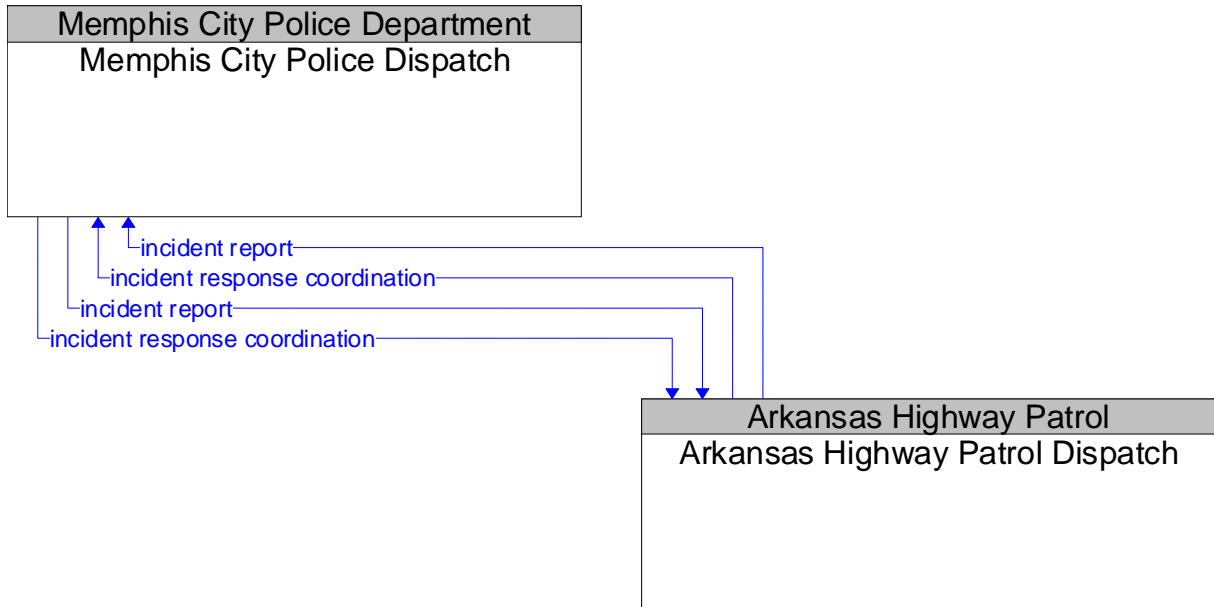 Memphis City Police Department
Memphis City Police Dispatch
incident report
incident response coordination
incident report
incident response coordination
Arkansas Highway Patrol
Arkansas Highway Patrol Dispatch